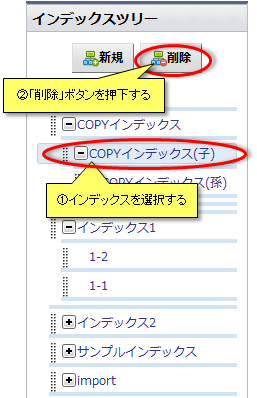 インデックスツリー
新規 削除
②「削除」ボタンを押下する
COPYインデックス
COPYインデックス(子)
インデックス(孫)
①インデックスを選択する
インデックス1
1-2
1-1
インデックス2
サンプルインデックス
import